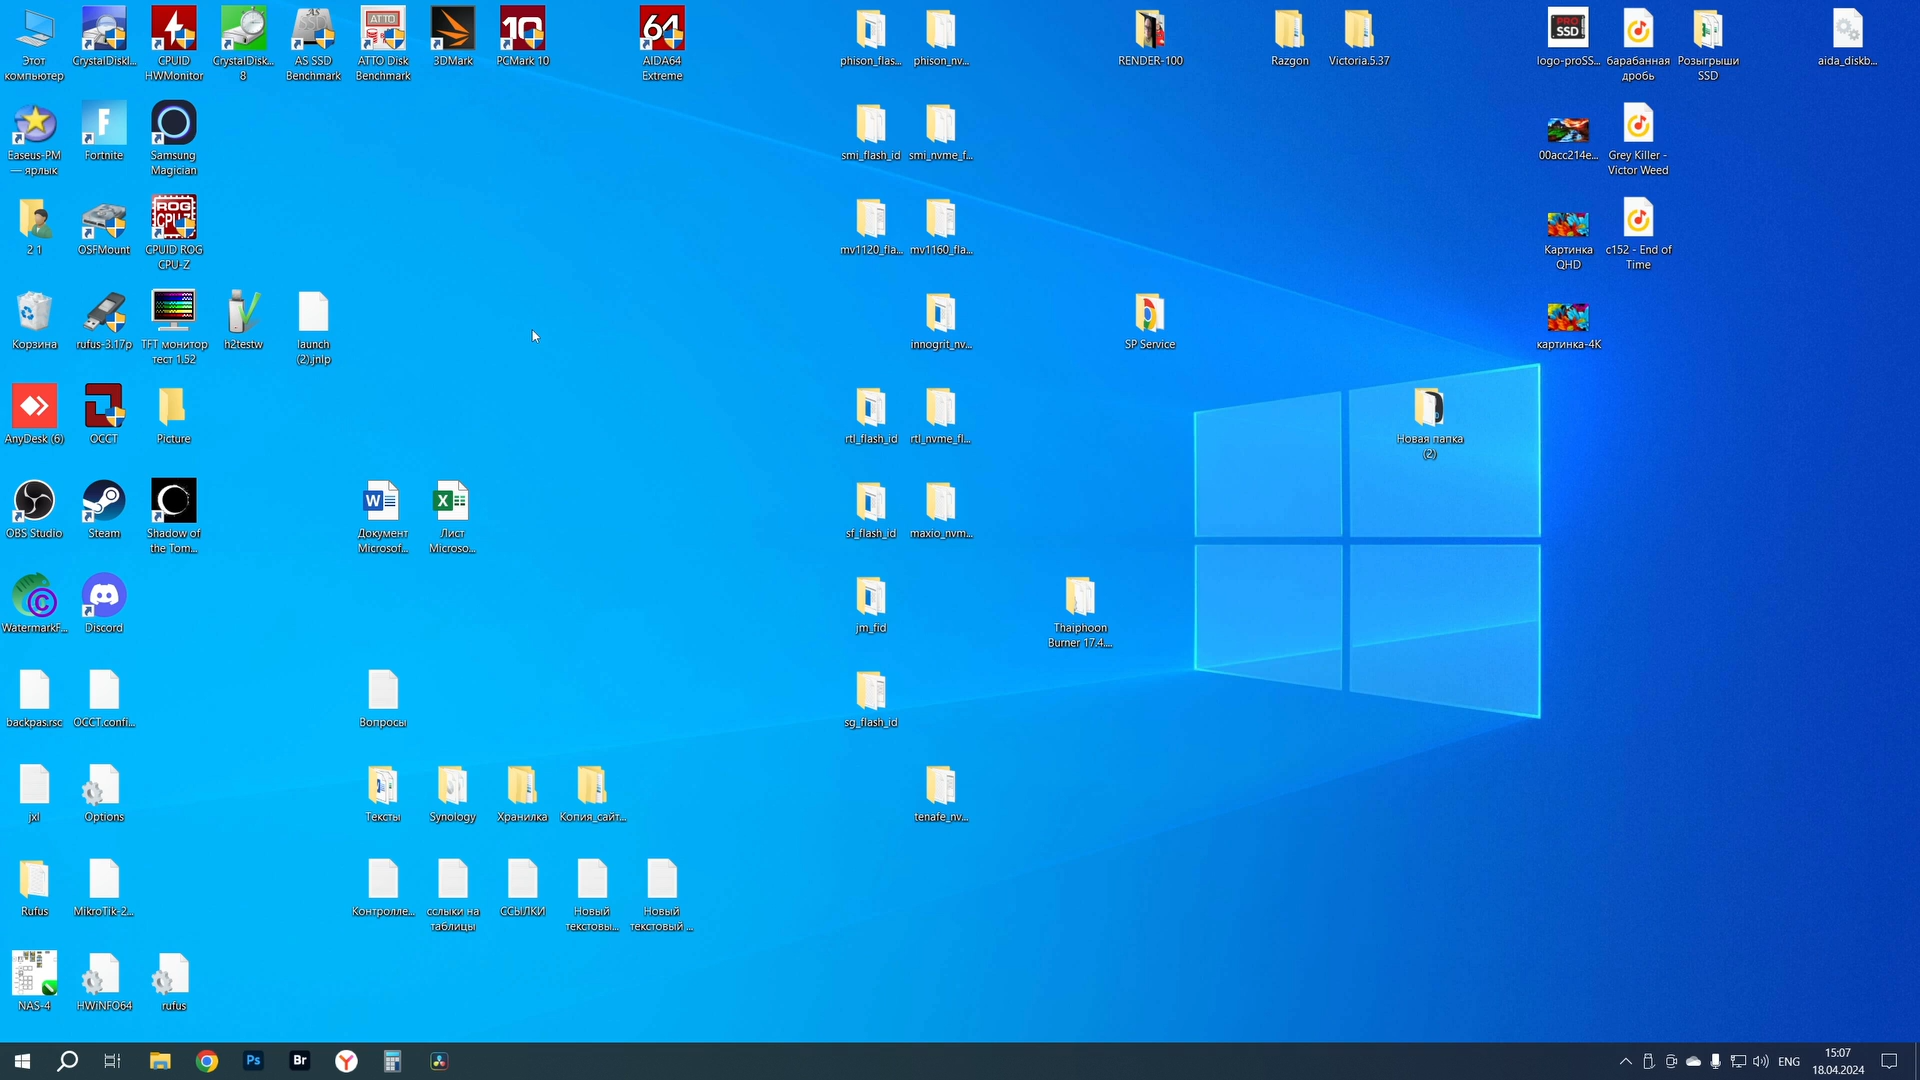 Этот
компьютер
CrystalDiskI...
CPUID
HWMonitor
CrystalDisk...
8
AS SSD
Benchmark
ATTO Disk
Benchmark
3DMark
PCMark 10
AIDA64
Extreme
phison_flas...
phison_nv...
RENDER-100
Razgon
Victoria.5.37
logo-proSS...
барабанная
дробь
Розыгрыши
SSD
aida_diskb...
Easeus-PM
— ярлык
Fortnite
Samsung
Magician
smi_flash_id
smi_nvme_f...
00acc214e...
Grey Killer -
Victor Weed
2 1
OSFMount
CPUID ROG
CPU-Z
mv1120_fla...
mv1160_fla...
Картинка
QHD
c152 - End of
Time
Корзина
rufus-3.17p
TFT монитор
тест 1.52
h2testw
launch
(2).jnlp
innogrit_nv...
SP Service
картинка-4К
AnyDesk (6)
OCCT
Picture
rtl_flash_id
rtl_nvme_fl...
Новая папка
(2)
OBS Studio
Steam
Shadow of
the Tom...
Документ
Microsof...
Лист
Microso...
sf_flash_id
maxio_nvm...
WatermarkF...
Discord
jm_fid
Thaiphoon
Burner 17.4....
backpas.rsc
OCCT.confi...
Вопросы
sg_flash_id
jxl
Options
Тексты
Synology
Хранилка
Копия_сайт...
tenafe_nv...
Rufus
MikroTik-2...
Контролле...
сслыки на
таблицы
ССЫЛКИ
Новый
текстовы...
Новый
текстовый ...
NAS-4
HWiNFO64
rufus
Ps
Br
ENG
15:07
18.04.2024